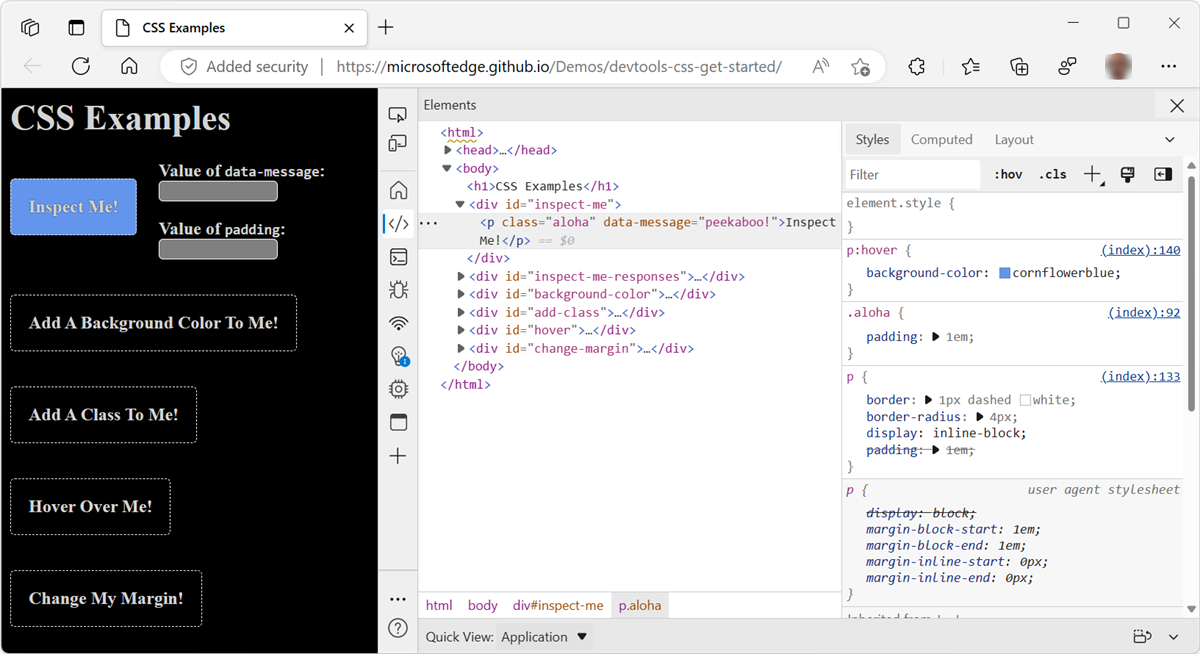 CSS Examples
Added security
https://microsoftedge.github.io/Demos/devtools-css-get-started/
CSS Examples
Inspect Me!
Value of data-message:
Value of padding:
Add A Background Color To Me!
Add A Class To Me!
Hover Over Me!
Change My Margin!
Elements
<html>
<head>…</head>
<body>
<h1>CSS Examples</h1>
<div id="inspect-me">
<p class="aloha" data-message="peekaboo!">Inspect
Me!</p> == $0
</div>
<div id="inspect-me-responses">…</div>
<div id="background-color">…</div>
<div id="add-class">…</div>
<div id="hover">…</div>
<div id="change-margin">…</div>
</body>
</html>
html body div#inspect-me p.aloha
Quick View: Application
Styles Computed Layout
Filter :hov .cls
element.style {
}
p:hover { (index):140
background-color: cornflowerblue;
}
.aloha { (index):92
padding: 1em;
}
p { (index):133
border: 1px dashed white;
border-radius: 4px;
display: inline-block;
padding: 1em;
}
p { user agent stylesheet
display: block;
margin-block-start: 1em;
margin-block-end: 1em;
margin-inline-start: 0px;
margin-inline-end: 0px;
}